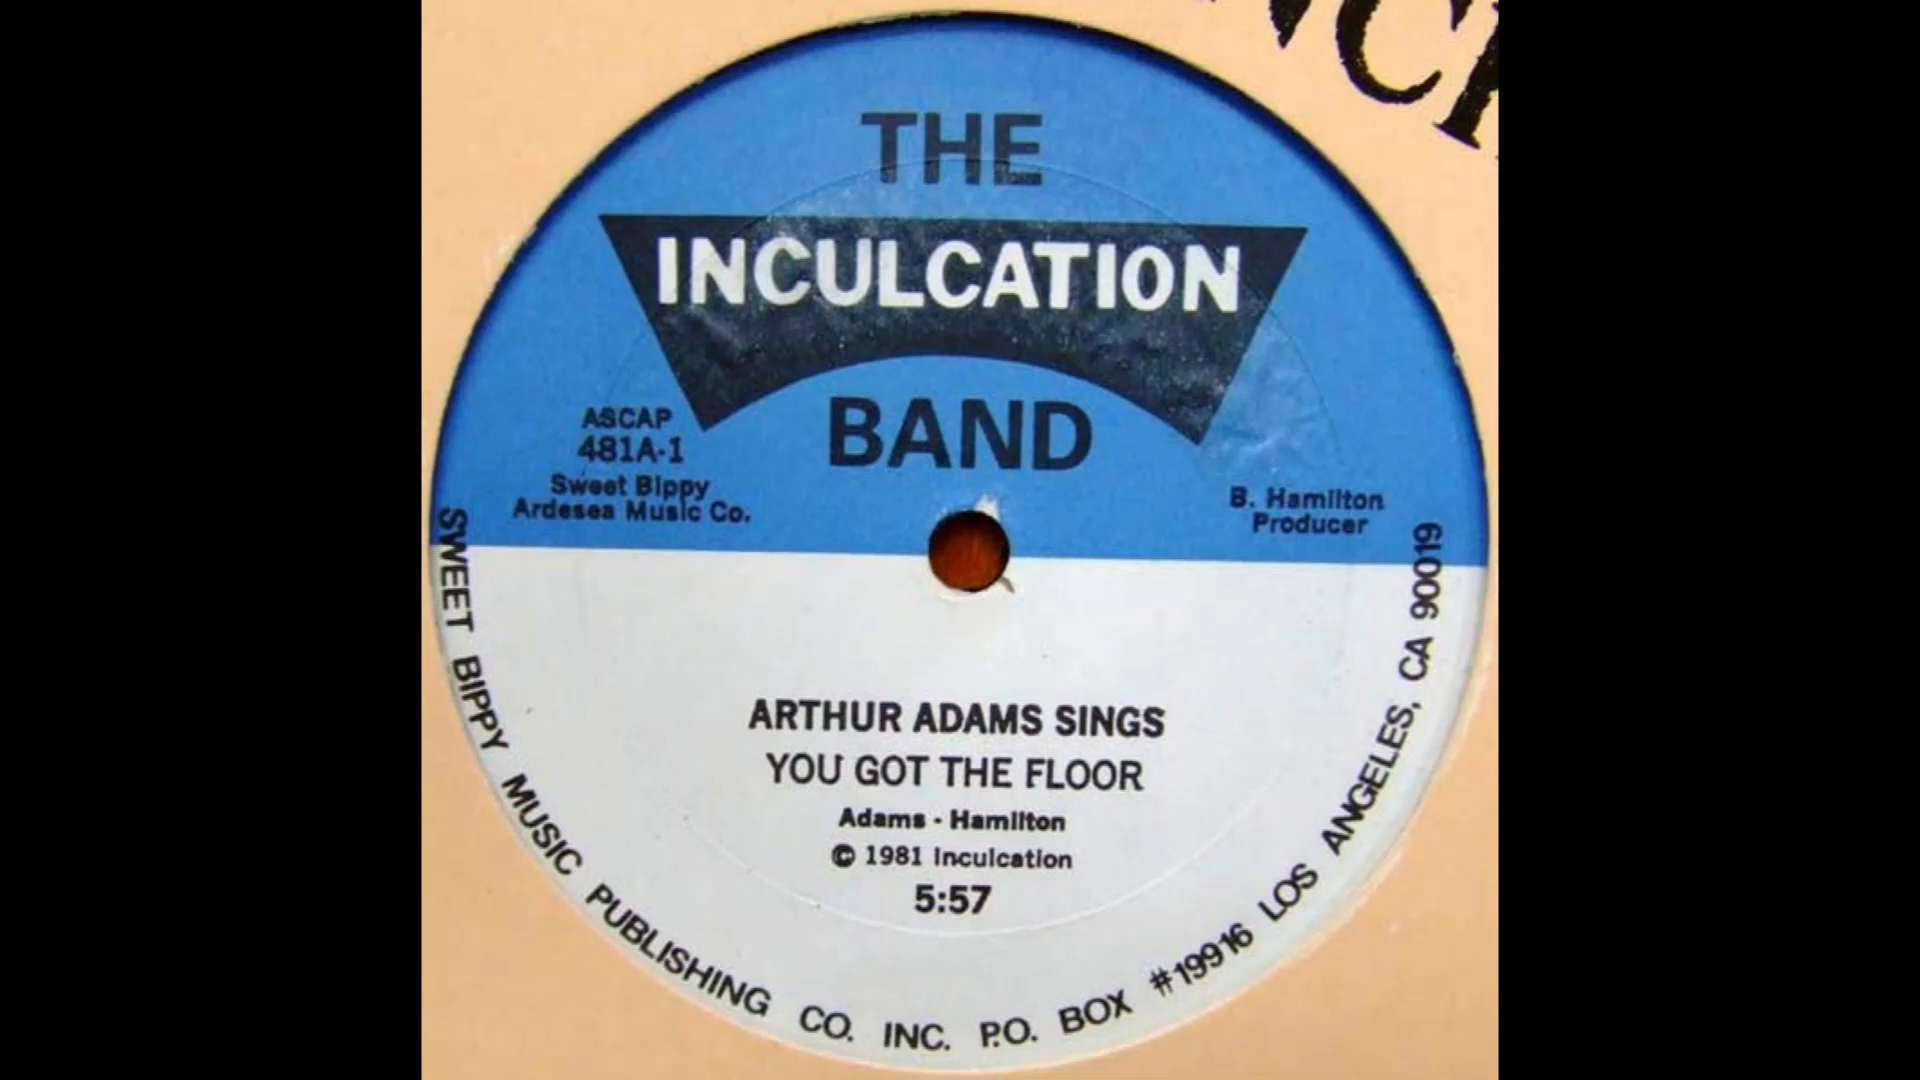 THE
INCULCATION
BAND
ASCAP
481A-1
Sweet Bippy
Ardesea Music Co.
B. Hamilton
Producer
ARTHUR ADAMS SINGS
YOU GOT THE FLOOR
Adams - Hamilton
© 1981 Inculcation
5:57
SWEET BIPPY MUSIC PUBLISHING CO. INC. P.O. BOX #19916 LOS ANGELES, CA 90019